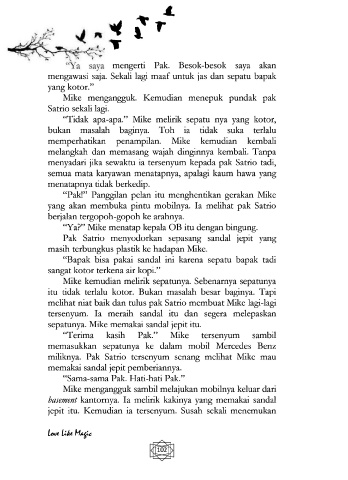 "Ya saya mengerti Pak. Besok-besok saya akan
mengawasi saja. Sekali lagi maaf untuk jas dan sepatu bapak
yang kotor."
Mike mengangguk. Kemudian menepuk pundak pak
Satrio sekali lagi.
"Tidak apa-apa." Mike melirik sepatu nya yang kotor,
bukan masalah baginya. Toh ia tidak suka terlalu
memperhatikan penampilan. Mike kemudian kembali
melangkah dan memasang wajah dinginnya kembali. Tanpa
menyadari jika sewaktu ia tersenyum kepada pak Satrio tadi,
semua mata karyawan menatapnya, apalagi kaum hawa yang
menatapnya tidak berkedip.
"Pak!" Panggilan pelan itu menghentikan gerakan Mike
yang akan membuka pintu mobilnya. Ia melihat pak Satrio
berjalan tergopoh-gopoh ke arahnya.
"Ya?" Mike menatap kepala OB itu dengan bingung.
Pak Satrio menyodorkan sepasang sandal jepit yang
masih terbungkus plastik ke hadapan Mike.
"Bapak bisa pakai sandal ini karena sepatu bapak tadi
sangat kotor terkena air kopi."
Mike kemudian melirik sepatunya. Sebenarnya sepatunya
itu tidak terlalu kotor. Bukan masalah besar baginya. Tapi
melihat niat baik dan tulus pak Satrio membuat Mike lagi-lagi
tersenyum. Ia meraih sandal itu dan segera melepaskan
sepatunya. Mike memakai sandal jepit itu.
"Terima kasih Pak." Mike tersenyum sambil
memasukkan sepatunya ke dalam mobil Mercedes Benz
miliknya. Pak Satrio tersenyum senang melihat Mike mau
memakai sandal jepit pemberiannya.
"Sama-sama Pak. Hati-hati Pak."
Mike mengangguk sambil melajukan mobilnya keluar dari
basement kantornya. Ia melirik kakinya yang memakai sandal
jepit itu. Kemudian ia tersenyum. Susah sekali menemukan
Love Like Magic
102